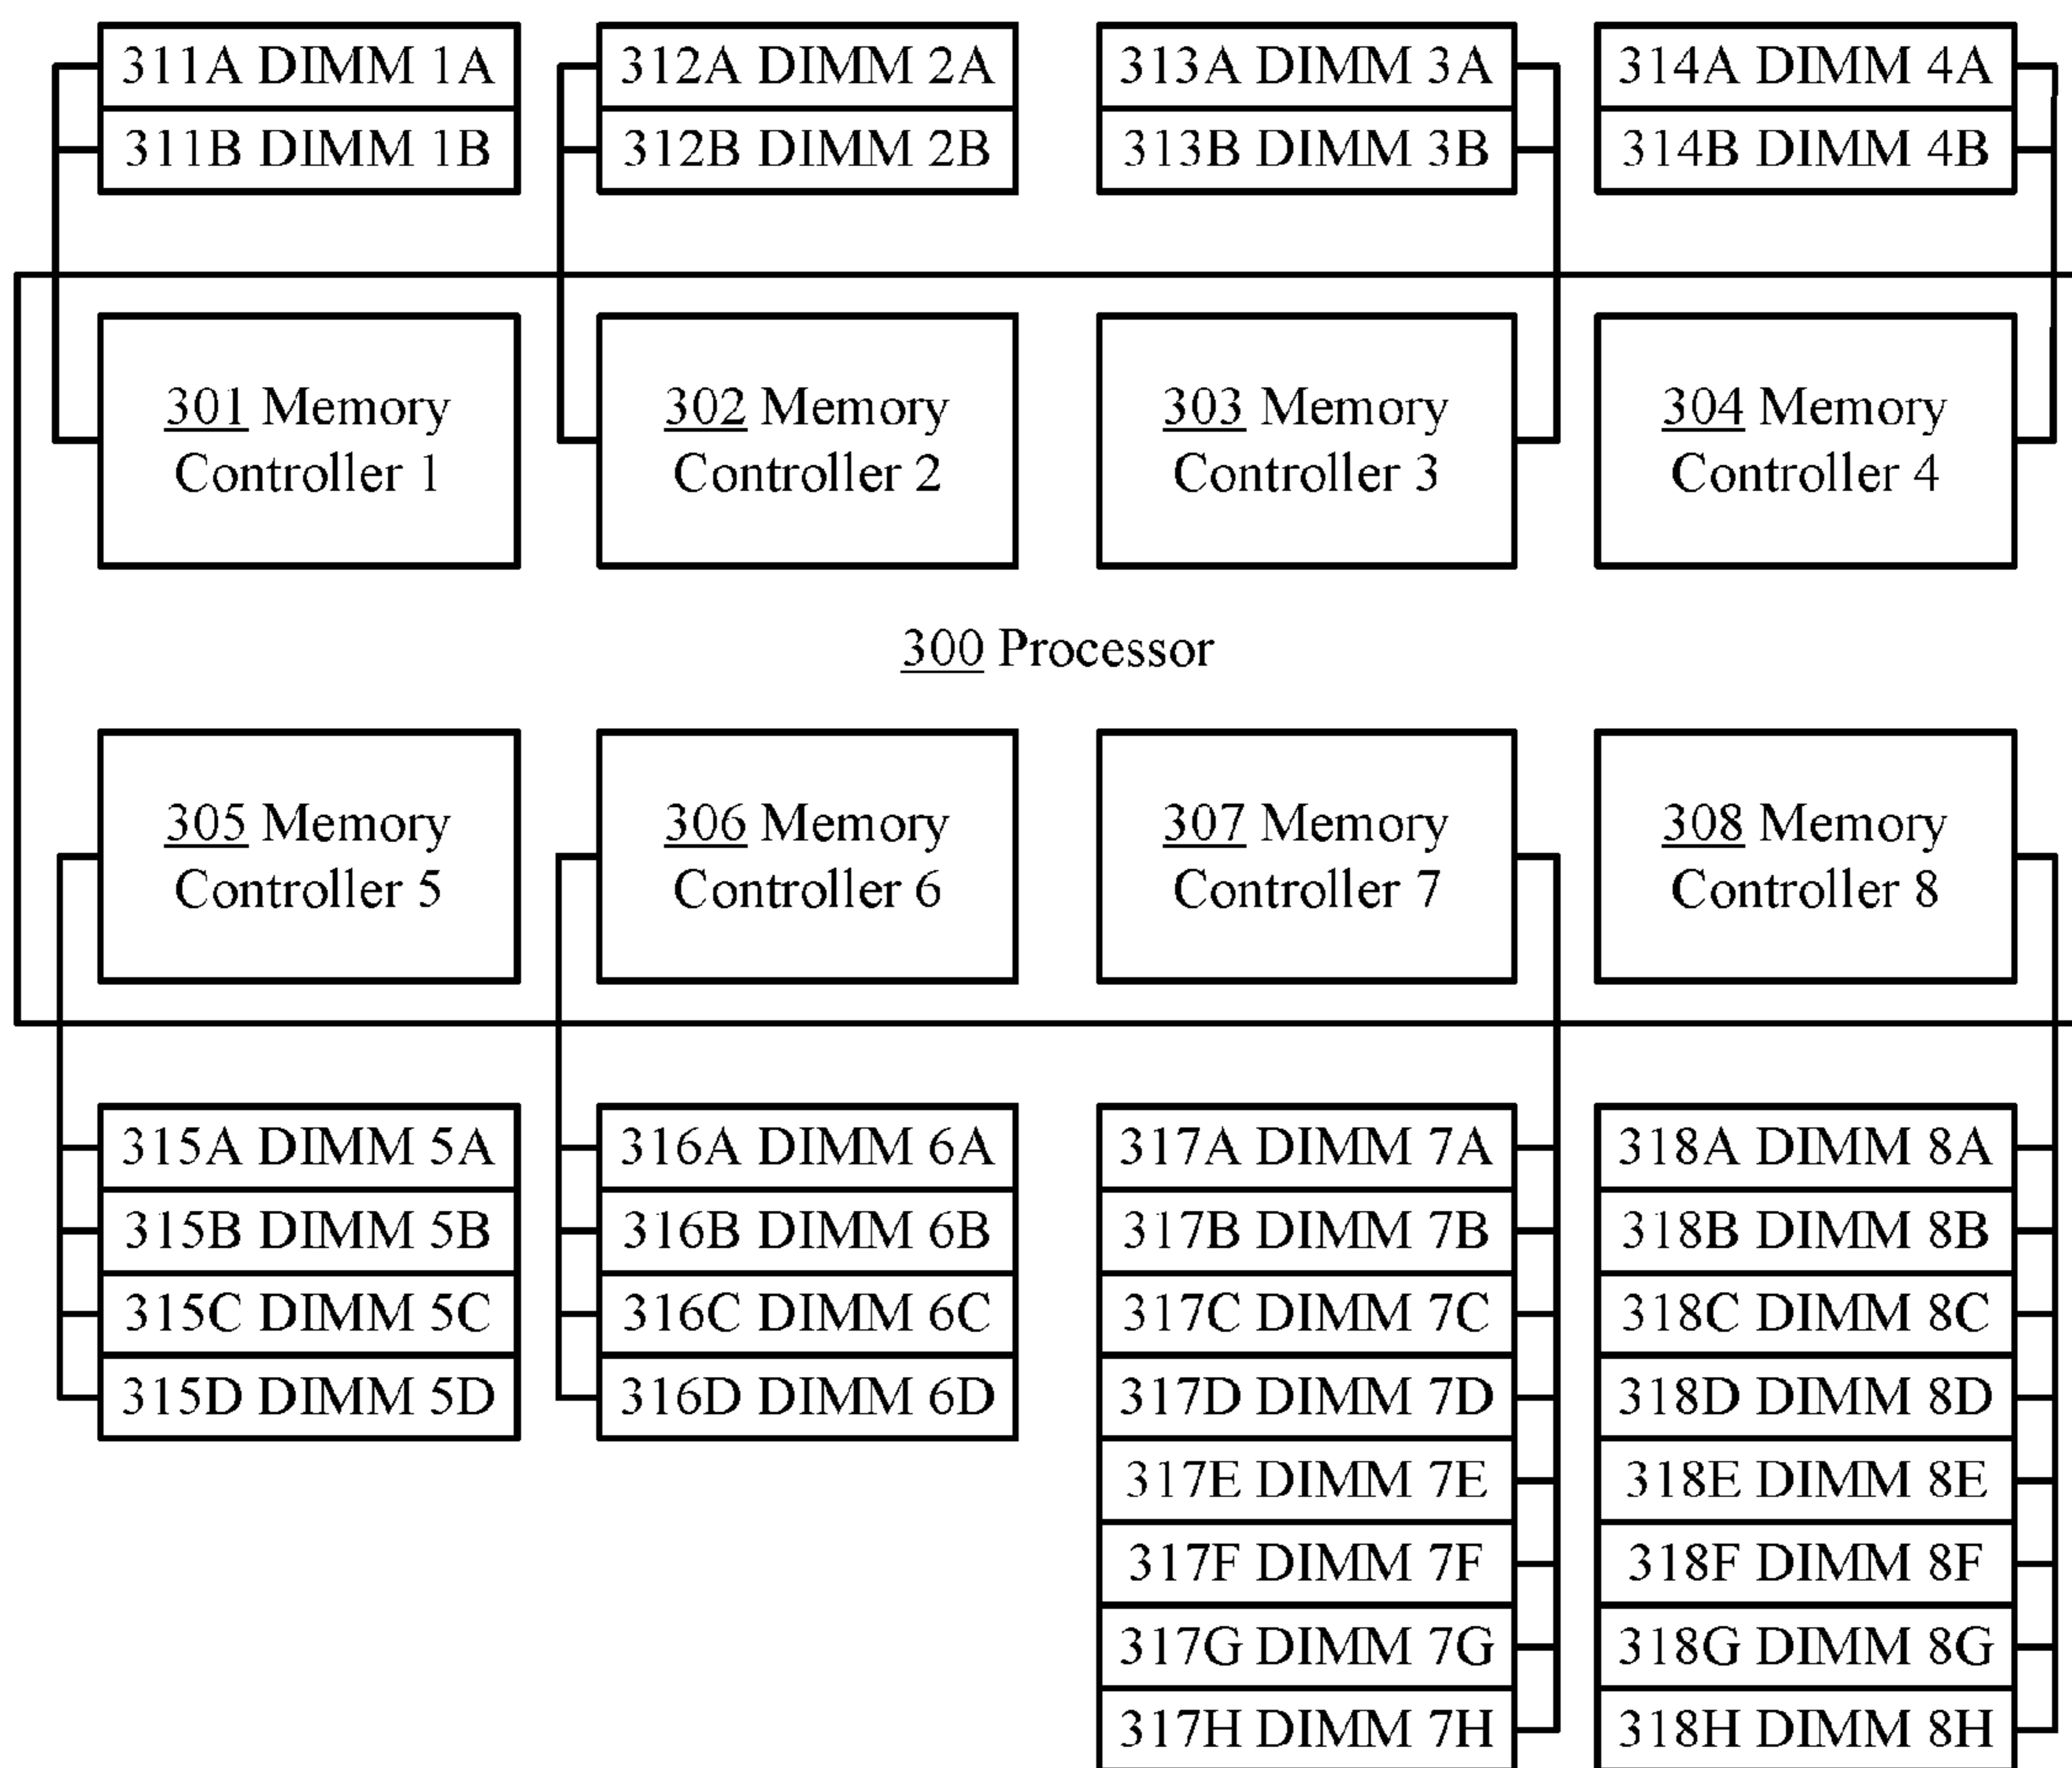 311A DIMM 1A
311B DIMM 1B
312A DIMM 2A
312B DIMM 2B
313A DIMM 3A
313B DIMM 3B
314A DIMM 4A
314B DIMM 4B
301 Memory
Controller 1
302 Memory
Controller 2
303 Memory
Controller 3
304 Memory
Controller 4
300 Processor
305 Memory
Controller 5
306 Memory
Controller 6
307 Memory
Controller 7
308 Memory
Controller 8
315A DIMM 5A
315B DIMM 5B
315C DIMM 5C
315D DIMM 5D
316A DIMM 6A
316B DIMM 6B
316C DIMM 6C
316D DIMM 6D
317A DIMM 7A
317B DIMM 7B
317C DIMM 7C
317D DIMM 7D
317E DIMM 7E
317F DIMM 7F
317G DIMM 7G
317H DIMM 7H
318A DIMM 8A
318B DIMM 8B
318C DIMM 8C
318D DIMM 8D
318E DIMM 8E
318F DIMM 8F
318G DIMM 8G
318H DIMM 8H